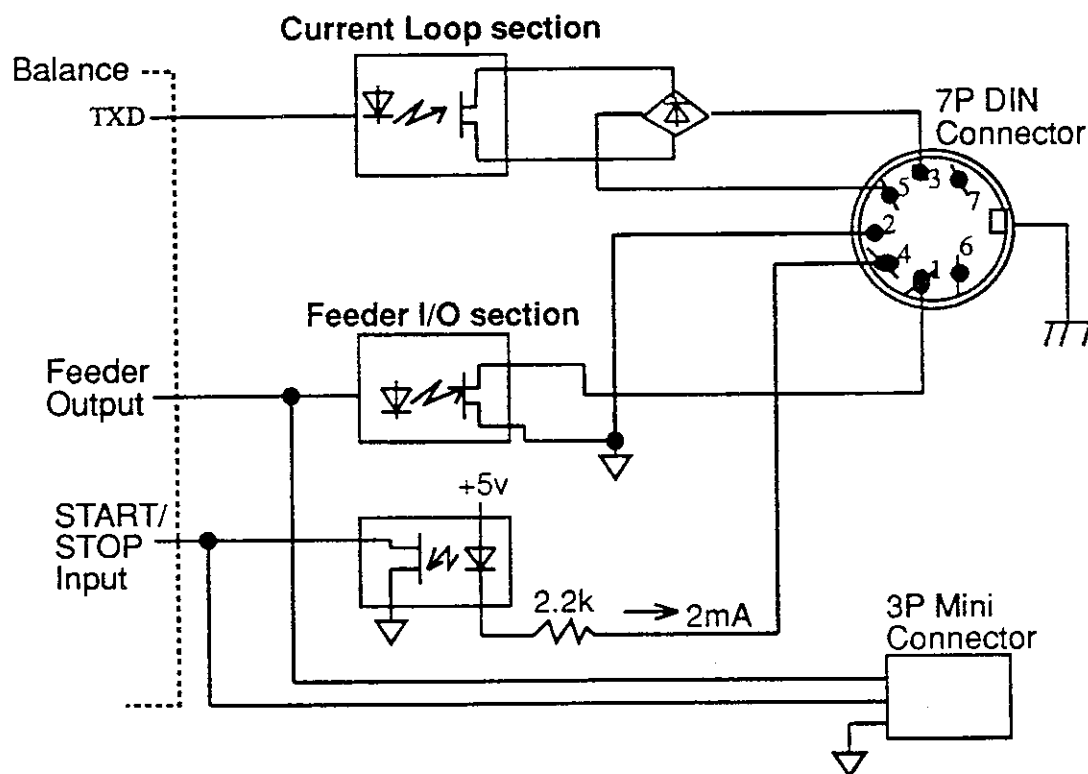 Current Loop section
Balance
TXD
7P DIN
Connector
5
3
7
2
4
1
6
Feeder I/O section
Feeder
Output
+5v
START/
STOP
Input
2.2k
2mA
3P Mini
Connector